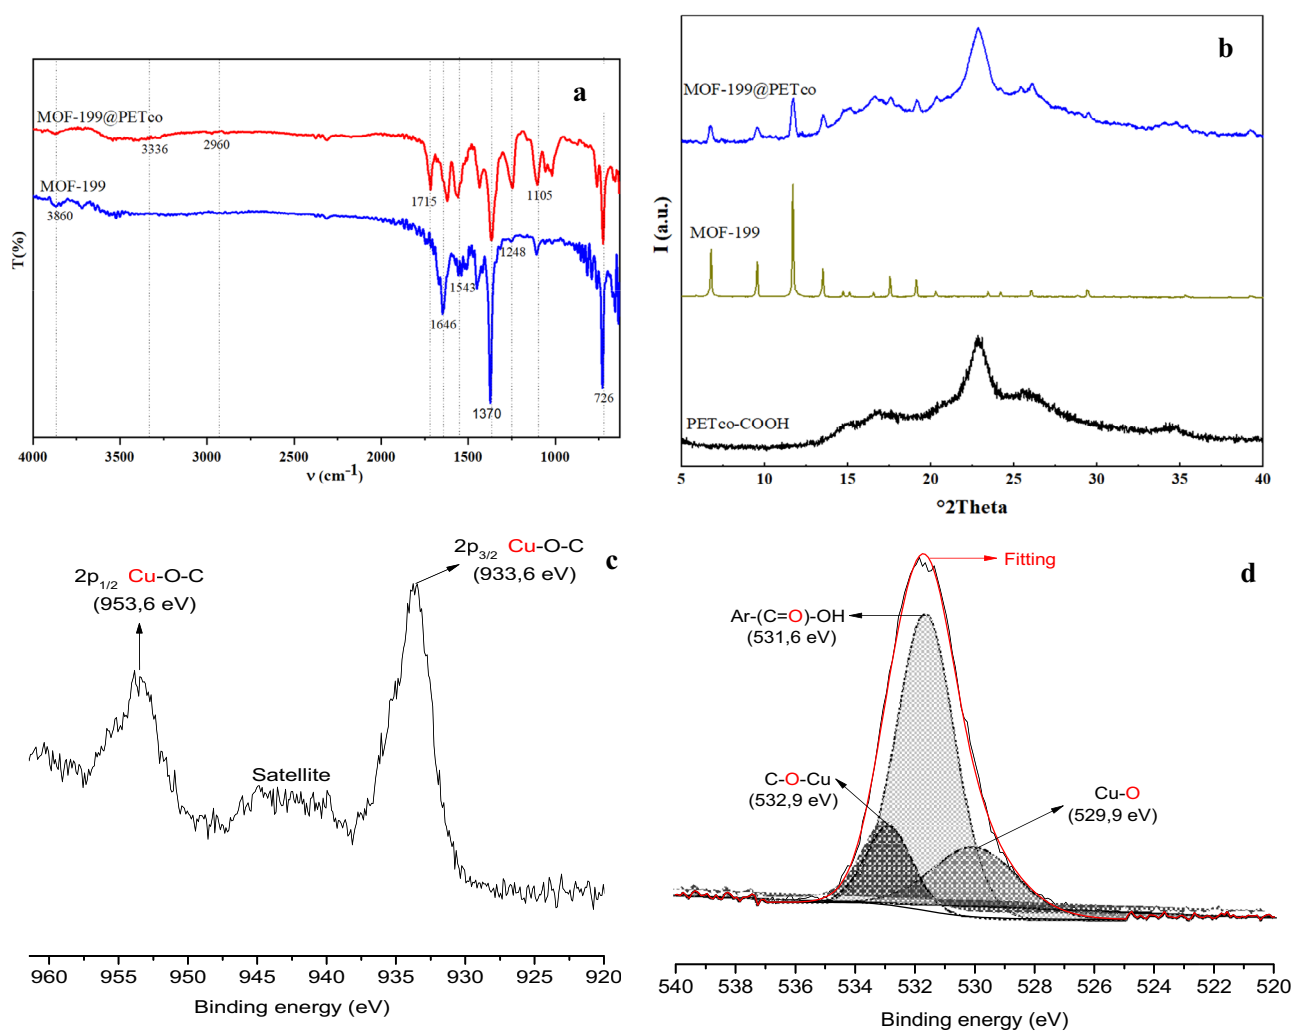 a
MOF-199@PETco
3336
2960
MOF-199
3860
1715
1105
1248
1543
1646
1370
726
T(%)
4000
3500
3000
2500
2000
1500
1000
ν (cm-1)
b
MOF-199@PETco
MOF-199
PETco-COOH
I (a.u.)
5
10
15
20
25
30
35
40
°2Theta
c
2p3/2 Cu-O-C
(933,6 eV)
2p1/2 Cu-O-C
(953,6 eV)
Satellite
960
955
950
945
940
935
930
925
920
Binding energy (eV)
d
Fitting
Ar-(C=O)-OH
(531,6 eV)
C-O-Cu
(532,9 eV)
Cu-O
(529,9 eV)
540
538
536
534
532
530
528
526
524
522
520
Binding energy (eV)